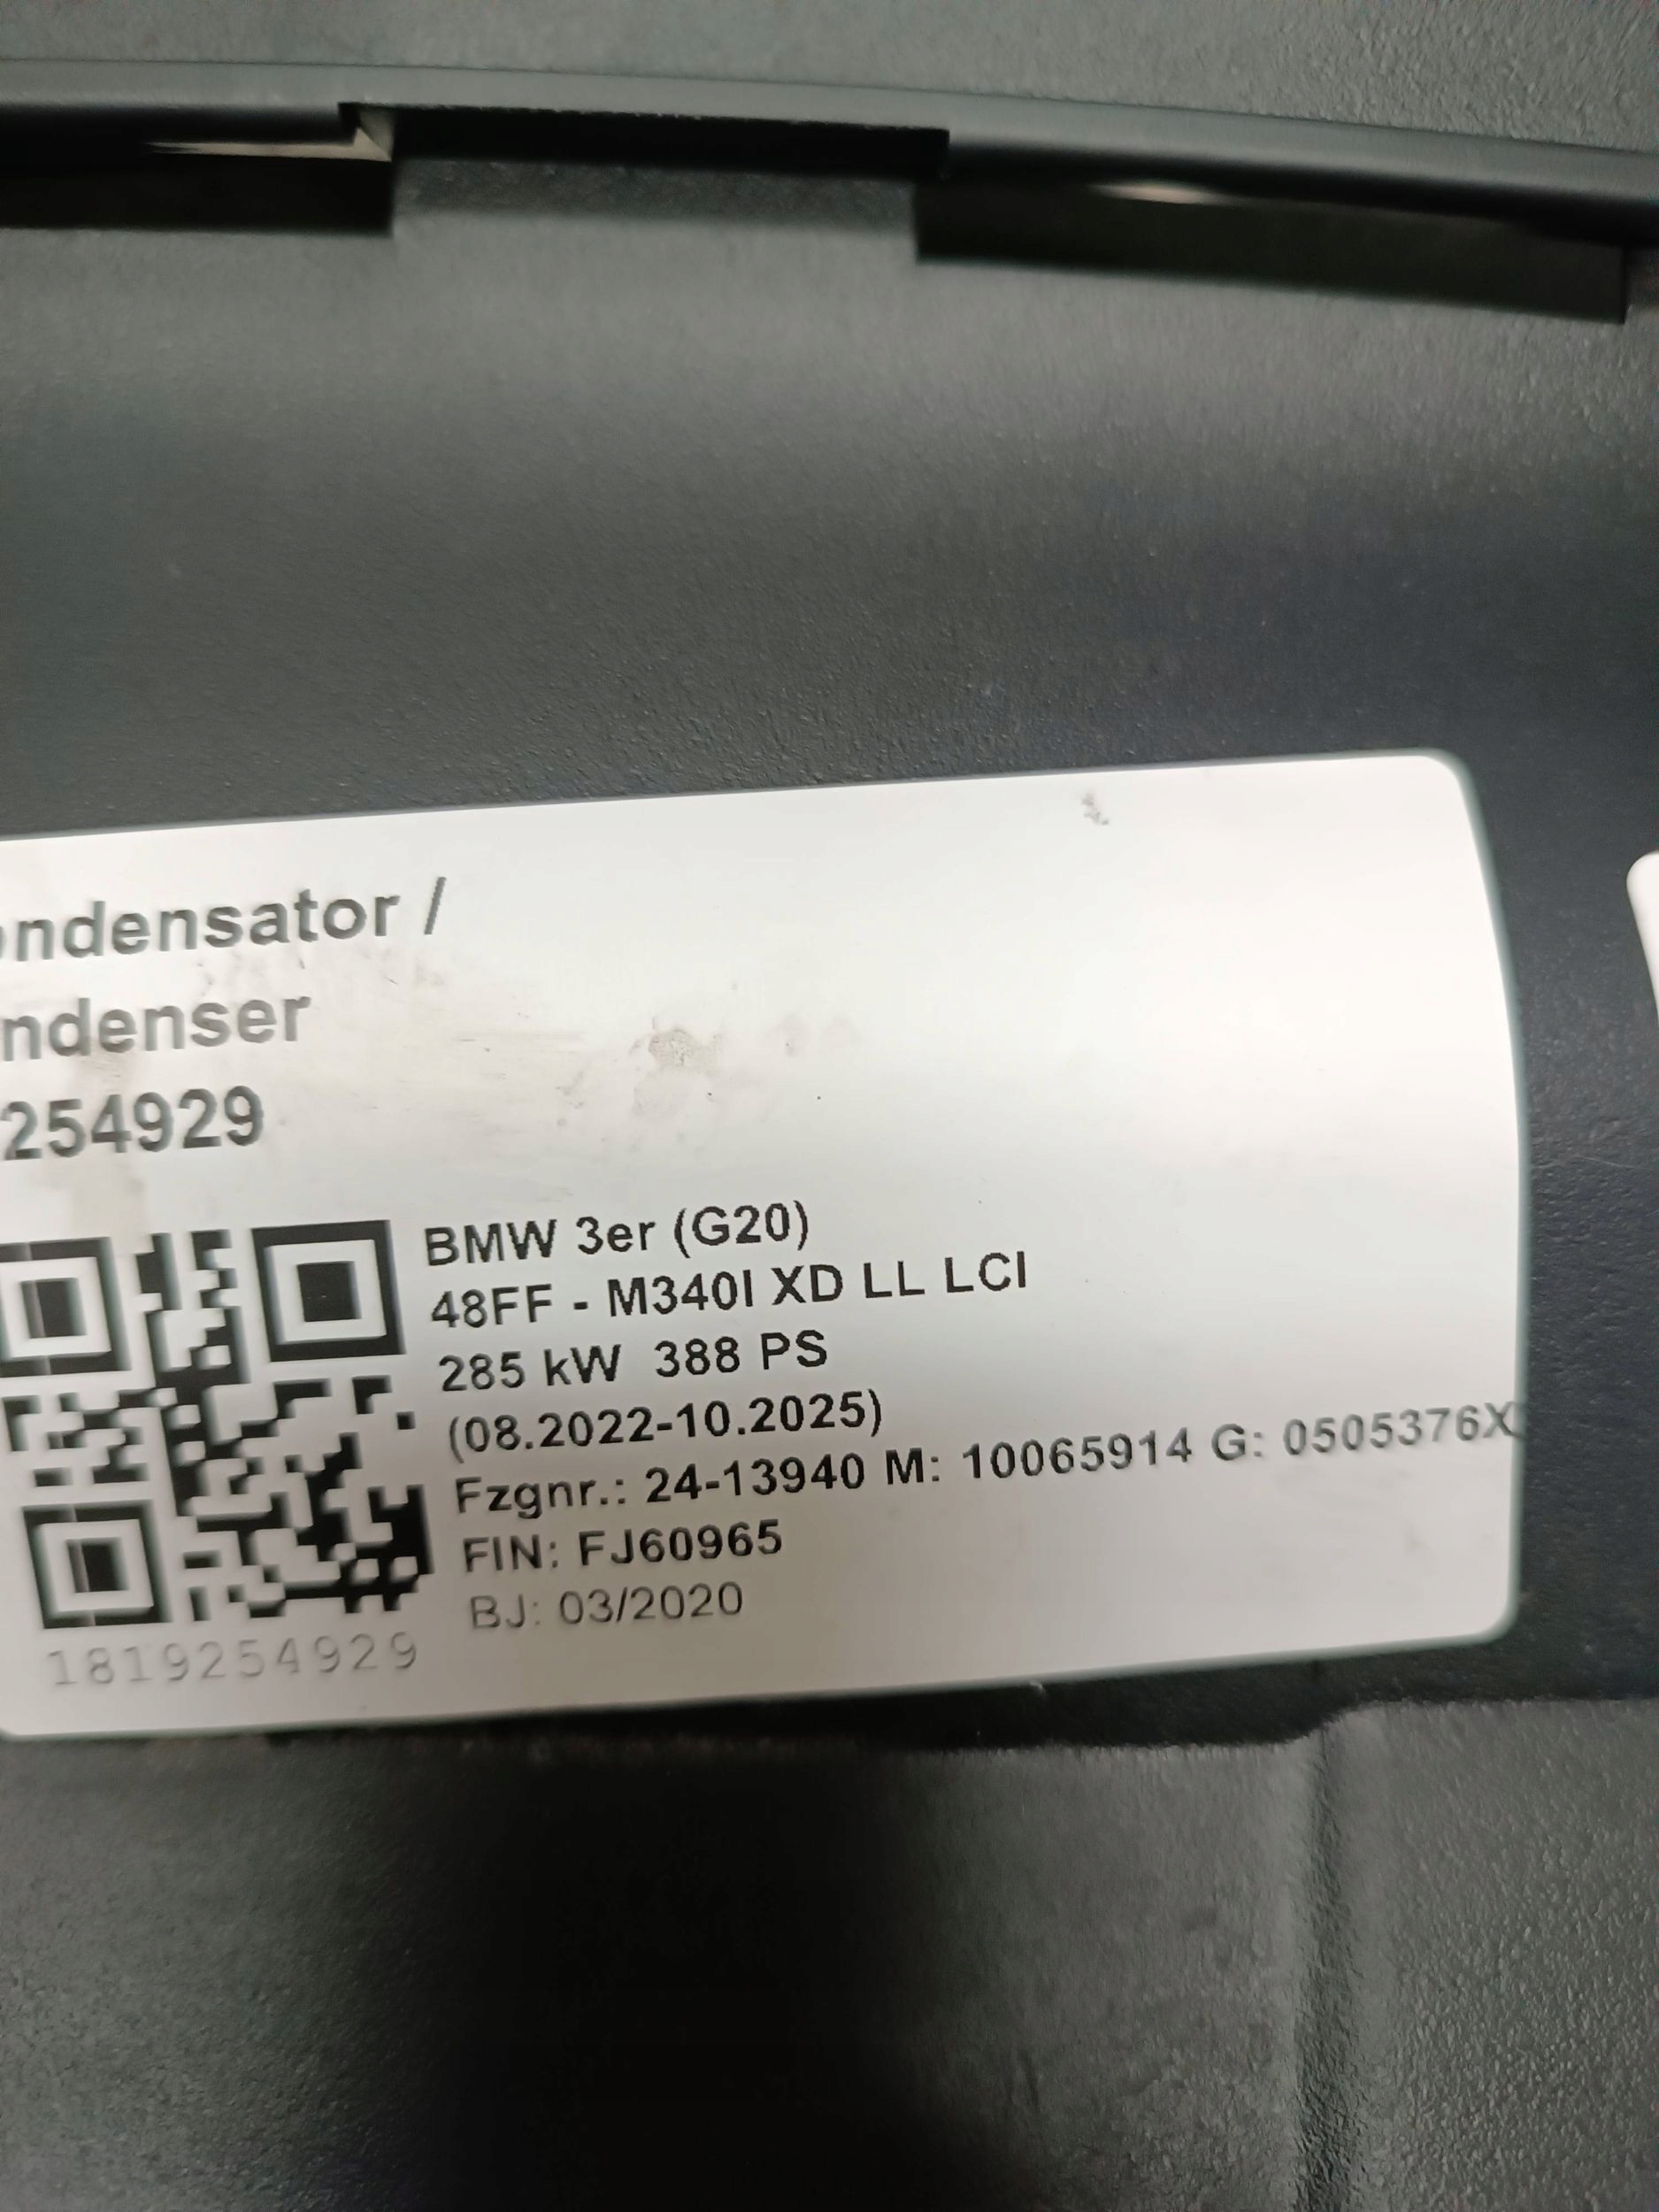 ondensator /
ndenser
254929
BMW 3er (G20)
48FF - M340I XD LL LCI
285 kW 388 PS
(08.2022-10.2025)
Fzgnr.: 24-13940 M: 10065914 G: 0505376X
FIN: FJ60965
BJ: 03/2020
1819254929